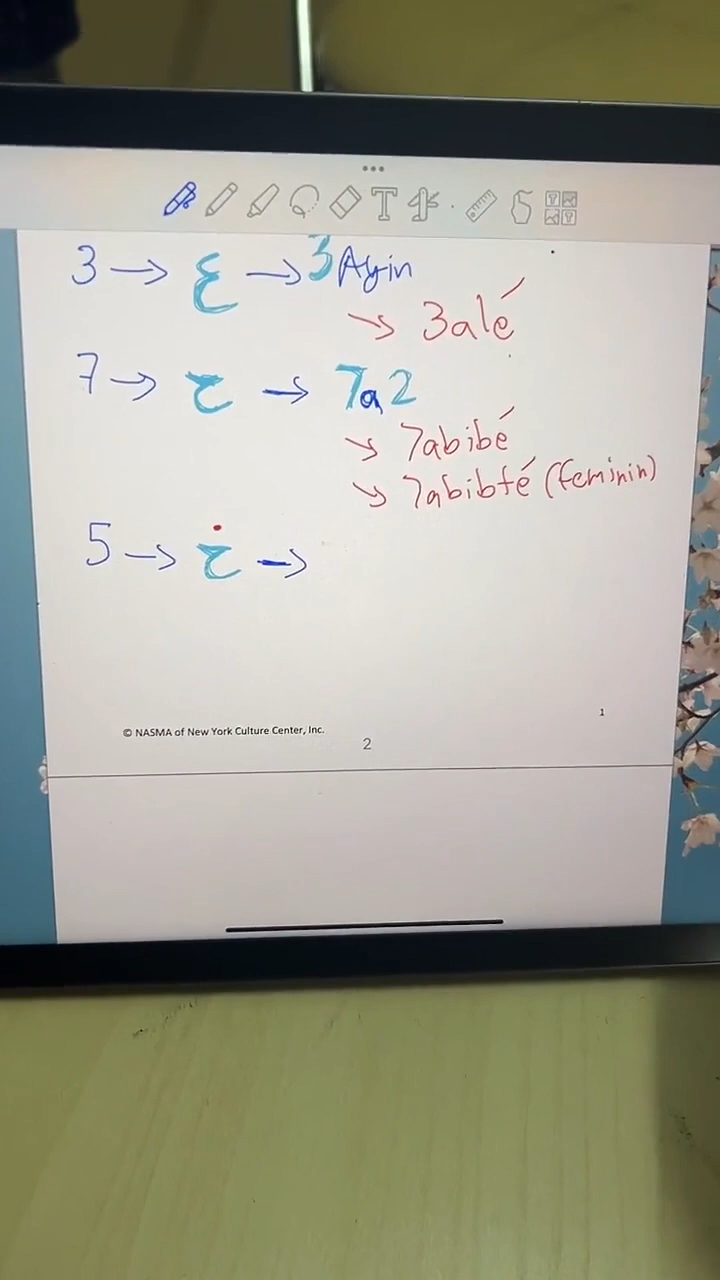 3 → ع → 3Ayin
→ 3alé
7 → ح → 7a2
→ 7abibé
→ 7abibté (feminin)
5 → خ →
1
© NASMA of New York Culture Center, Inc.
2